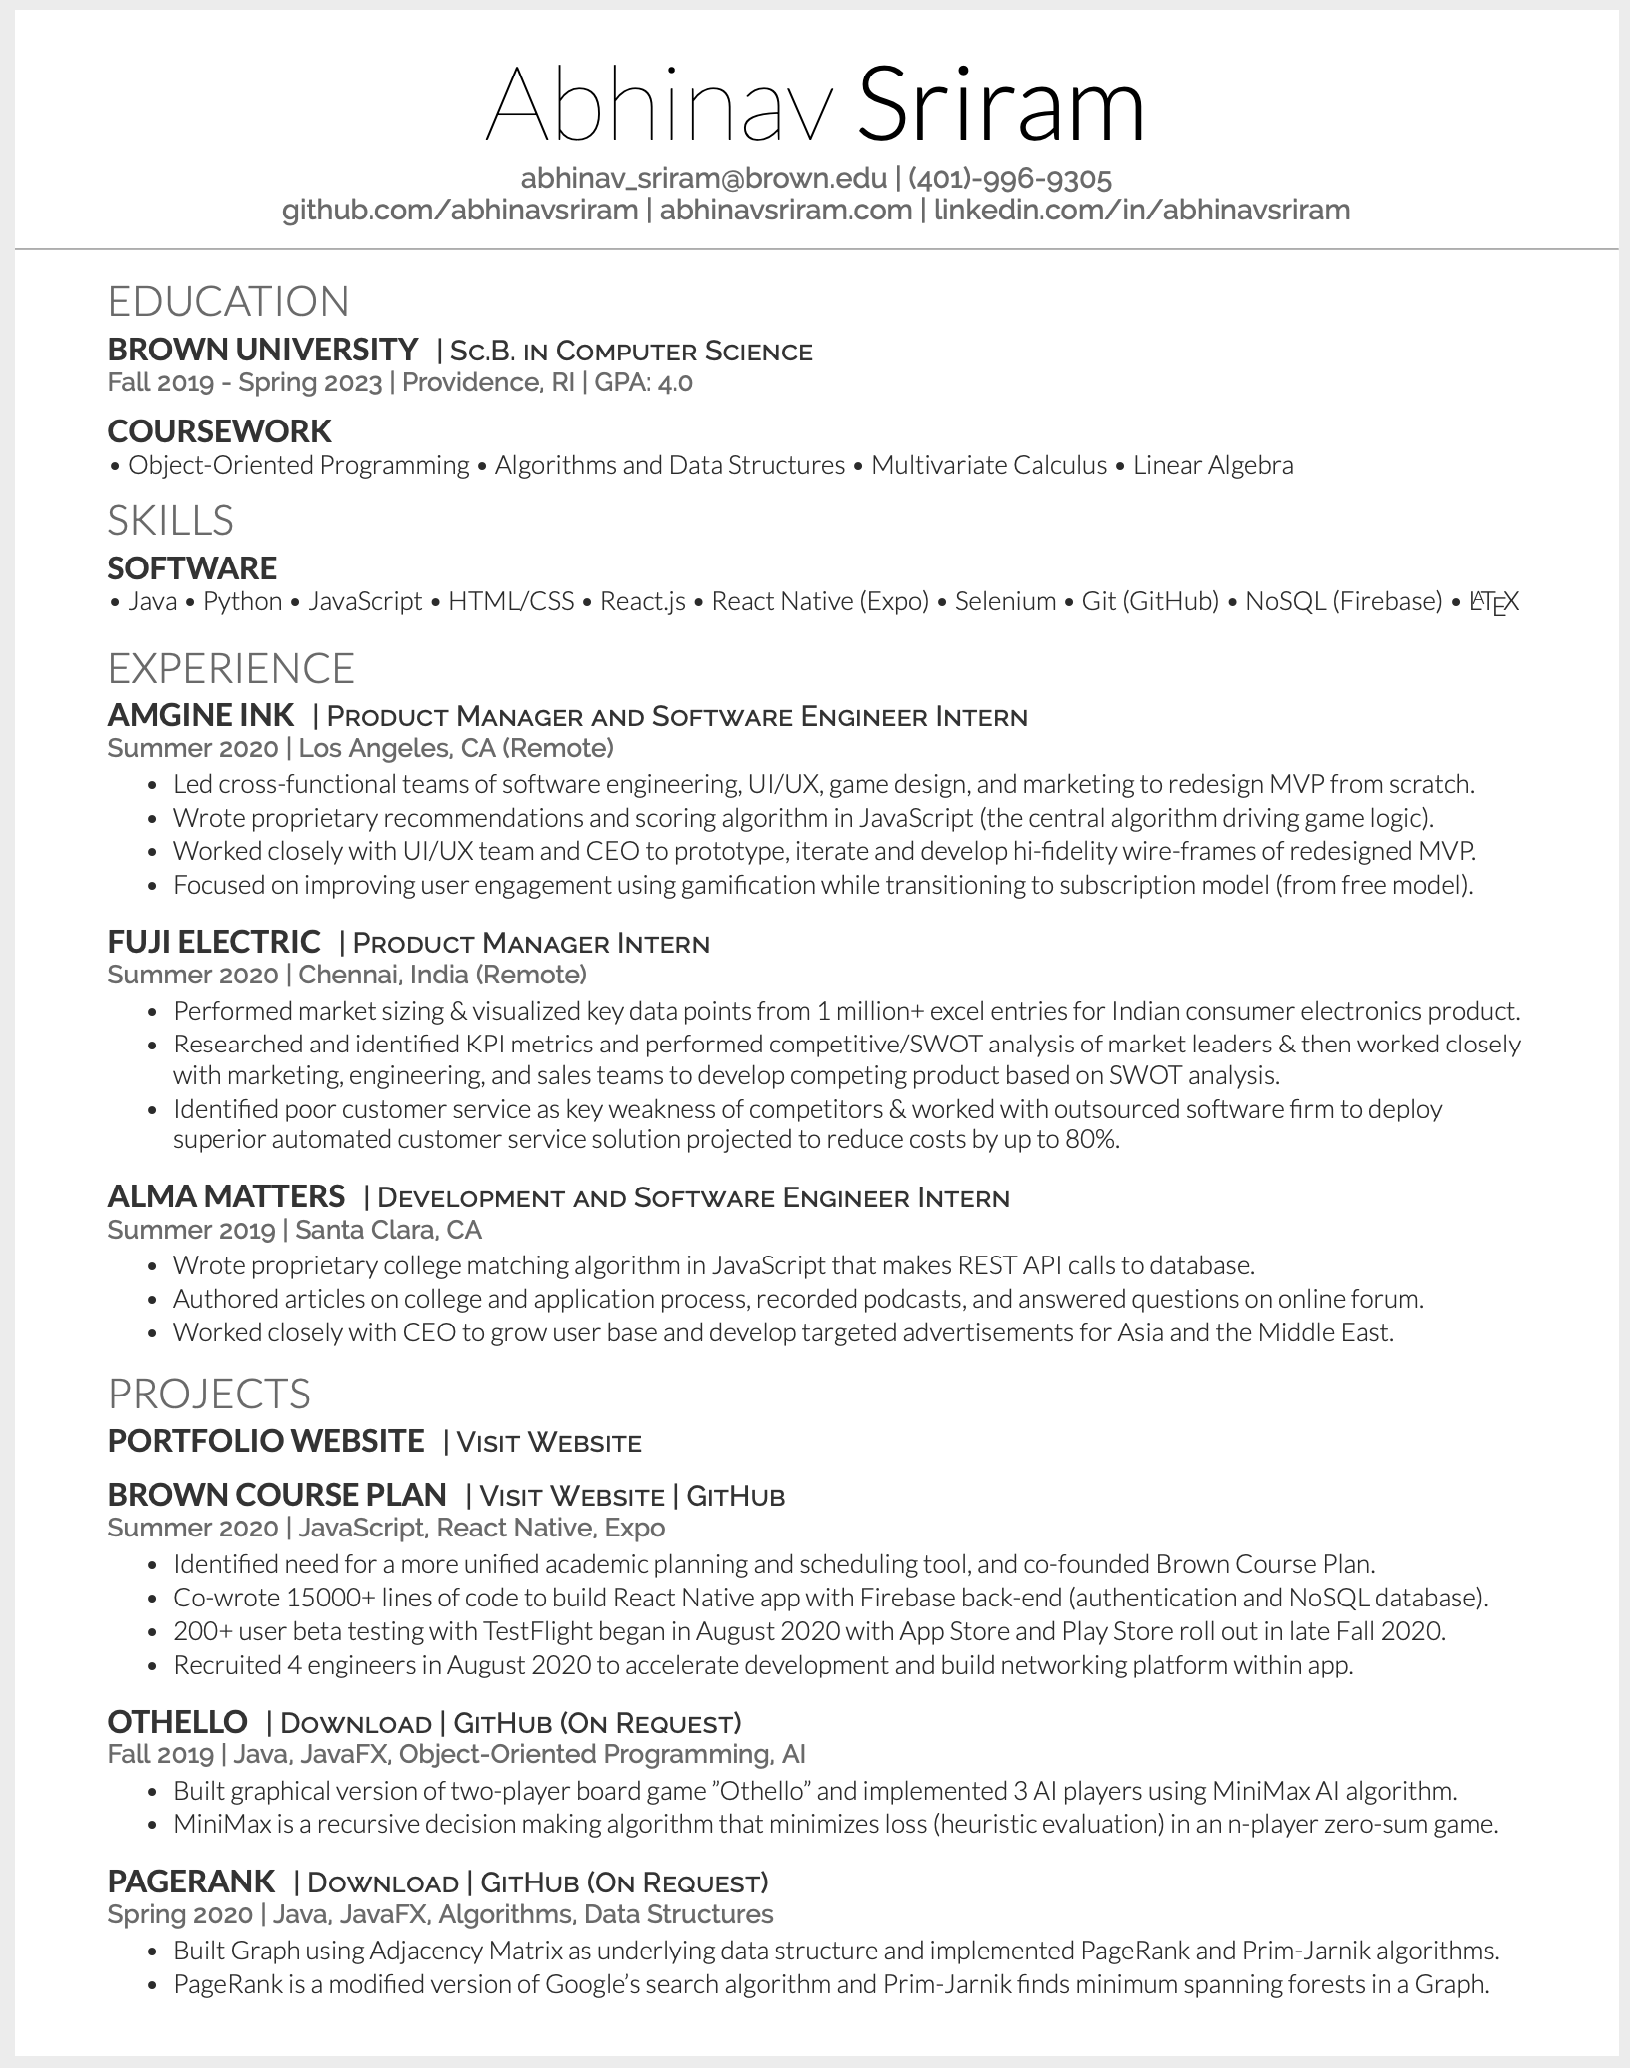 Abhinav Sriram
abhinav_sriram@brown.edu | (401)-996-9305
github.com/abhinavsriram | abhinavsriram.com | linkedin.com/in/abhinavsriram
EDUCATION
BROWN UNIVERSITY | Sc.B. in Computer Science
Fall 2019 - Spring 2023 | Providence, RI | GPA: 4.0
COURSEWORK
• Object-Oriented Programming • Algorithms and Data Structures • Multivariate Calculus • Linear Algebra
SKILLS
SOFTWARE
• Java • Python • JavaScript • HTML/CSS • React.js • React Native (Expo) • Selenium • Git (GitHub) • NoSQL (Firebase) • LATEX
EXPERIENCE
AMGINE INK | Product Manager and Software Engineer Intern
Summer 2020 | Los Angeles, CA (Remote)
• Led cross-functional teams of software engineering, UI/UX, game design, and marketing to redesign MVP from scratch.
• Wrote proprietary recommendations and scoring algorithm in JavaScript (the central algorithm driving game logic).
• Worked closely with UI/UX team and CEO to prototype, iterate and develop hi-fidelity wire-frames of redesigned MVP.
• Focused on improving user engagement using gamification while transitioning to subscription model (from free model).
FUJI ELECTRIC | Product Manager Intern
Summer 2020 | Chennai, India (Remote)
• Performed market sizing & visualized key data points from 1 million+ excel entries for Indian consumer electronics product.
• Researched and identified KPI metrics and performed competitive/SWOT analysis of market leaders & then worked closely
with marketing, engineering, and sales teams to develop competing product based on SWOT analysis.
• Identified poor customer service as key weakness of competitors & worked with outsourced software firm to deploy
superior automated customer service solution projected to reduce costs by up to 80%.
ALMA MATTERS | Development and Software Engineer Intern
Summer 2019 | Santa Clara, CA
• Wrote proprietary college matching algorithm in JavaScript that makes REST API calls to database.
• Authored articles on college and application process, recorded podcasts, and answered questions on online forum.
• Worked closely with CEO to grow user base and develop targeted advertisements for Asia and the Middle East.
PROJECTS
PORTFOLIO WEBSITE | Visit Website
BROWN COURSE PLAN | Visit Website | GitHub
Summer 2020 | JavaScript, React Native, Expo
• Identified need for a more unified academic planning and scheduling tool, and co-founded Brown Course Plan.
• Co-wrote 15000+ lines of code to build React Native app with Firebase back-end (authentication and NoSQL database).
• 200+ user beta testing with TestFlight began in August 2020 with App Store and Play Store roll out in late Fall 2020.
• Recruited 4 engineers in August 2020 to accelerate development and build networking platform within app.
OTHELLO | Download | GitHub (On Request)
Fall 2019 | Java, JavaFX, Object-Oriented Programming, AI
• Built graphical version of two-player board game ”Othello” and implemented 3 AI players using MiniMax AI algorithm.
• MiniMax is a recursive decision making algorithm that minimizes loss (heuristic evaluation) in an n-player zero-sum game.
PAGERANK | Download | GitHub (On Request)
Spring 2020 | Java, JavaFX, Algorithms, Data Structures
• Built Graph using Adjacency Matrix as underlying data structure and implemented PageRank and Prim-Jarnik algorithms.
• PageRank is a modified version of Google’s search algorithm and Prim-Jarnik finds minimum spanning forests in a Graph.